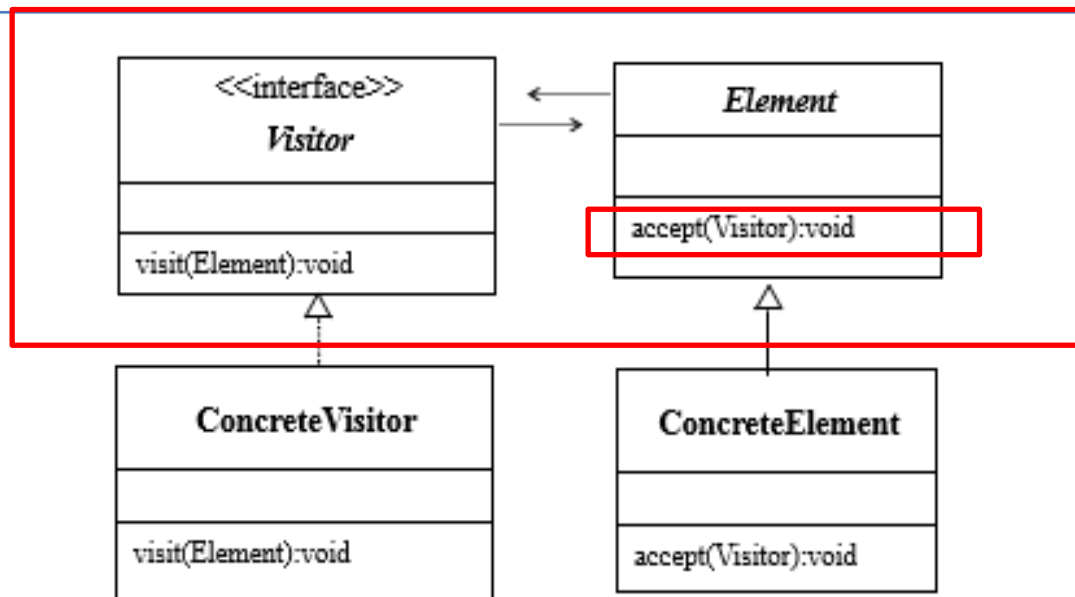 <<interface>>
Visitor
visit(Element):void
Element
accept(Visitor):void
ConcreteVisitor
visit(Element):void
ConcreteElement
accept(Visitor):void